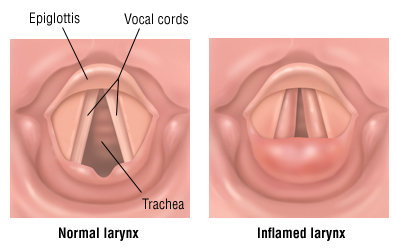 Epiglottis
Vocal cords
Trachea
Normal larynx
Inflamed larynx